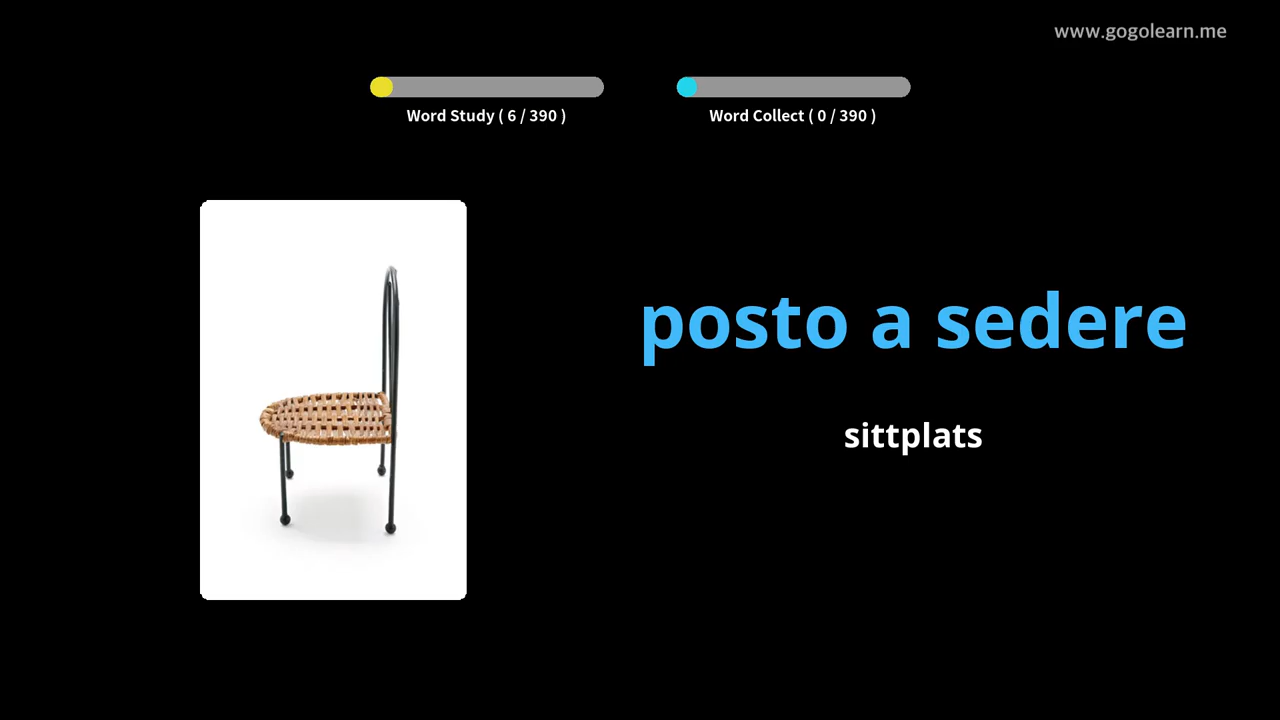 www.gogolearn.me
Word Study ( 6 / 390 )
Word Collect ( 0 / 390 )
posto a sedere
sittplats